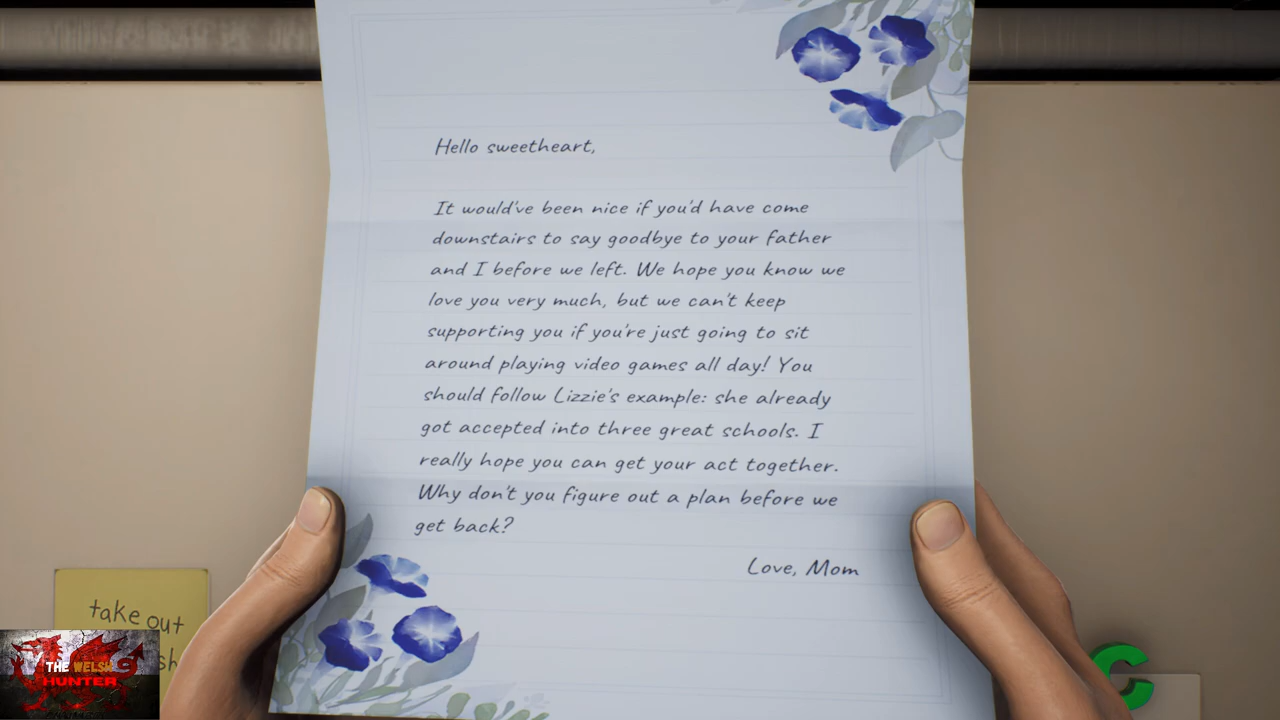 Hello sweetheart,
It would've been nice if you'd have come
downstairs to say goodbye to your father
and I before we left. We hope you know we
love you very much, but we can't keep
supporting you if you're just going to sit
around playing video games all day! You
should follow Lizzie's example: she already
got accepted into three great schools. I
really hope you can get your act together.
Why don't you figure out a plan before we
get back?
Love, Mom
take out
THE WELSH
HUNTER